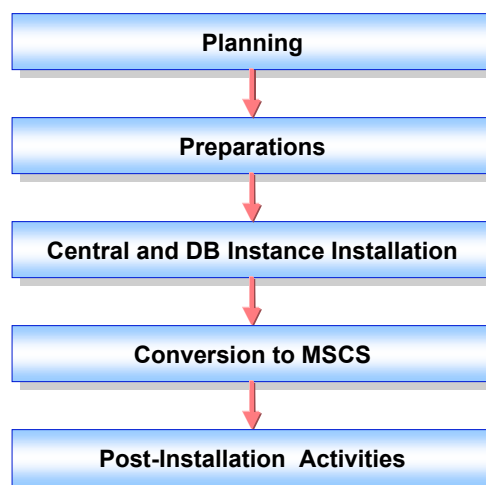 Planning
Preparations
Central and DB Instance Installation
Conversion to MSCS
Post-Installation Activities